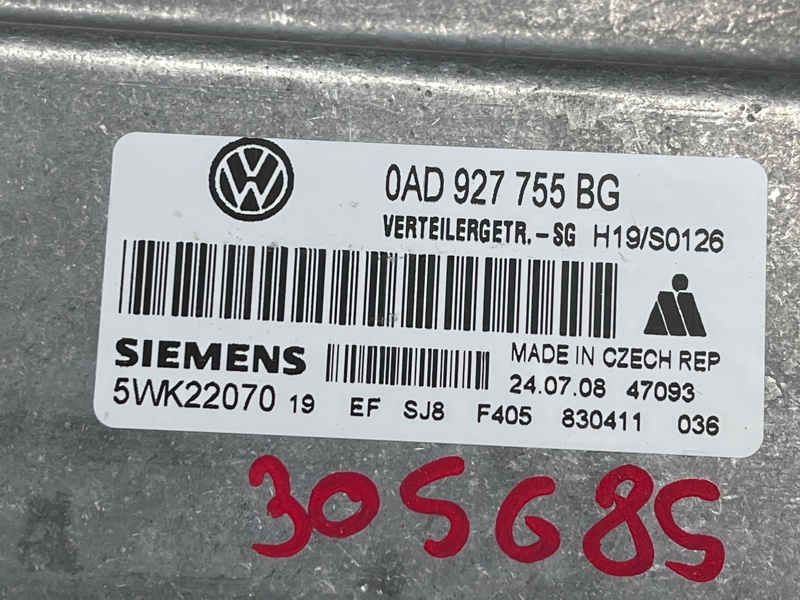 0AD 927 755 BG
VERTEILERGETR.-SG H19/S0126
SIEMENS
MADE IN CZECH REP
5WK22070 19
24.07.08 47093
EF SJ8 F405 830411 036
305685